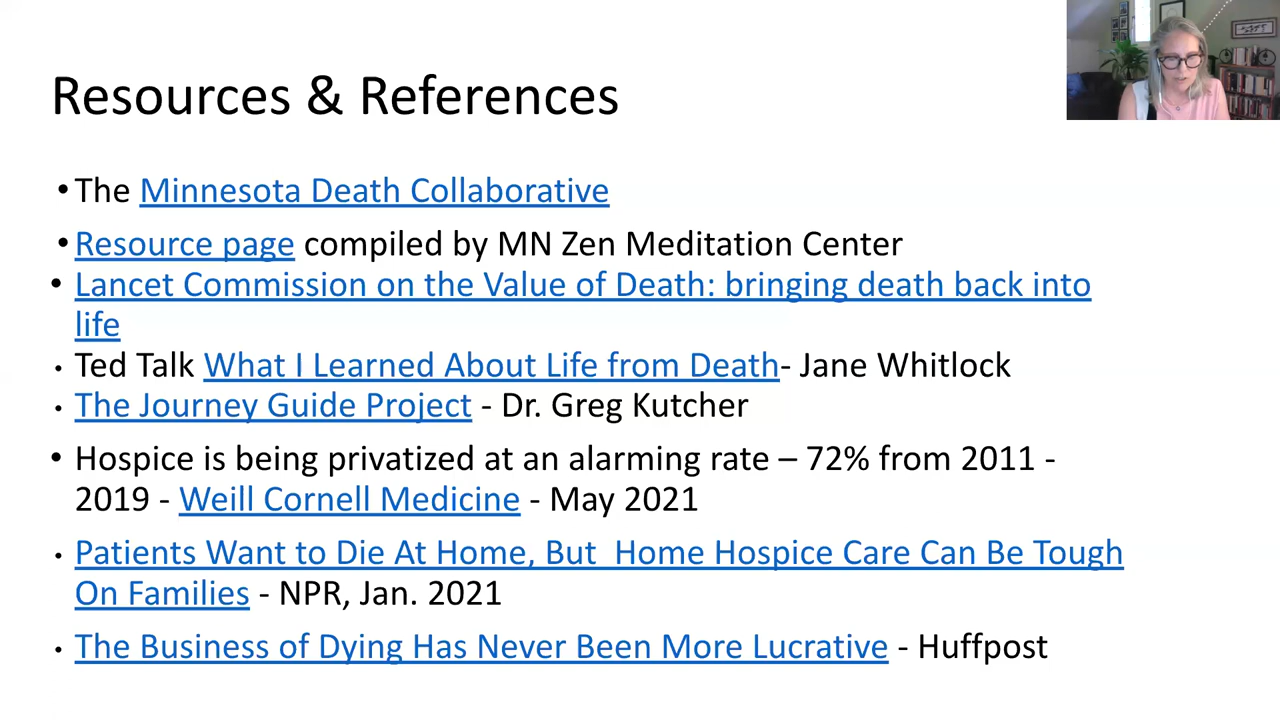 Resources & References
• The Minnesota Death Collaborative
• Resource page compiled by MN Zen Meditation Center
• Lancet Commission on the Value of Death: bringing death back into
life
• Ted Talk What I Learned About Life from Death- Jane Whitlock
• The Journey Guide Project - Dr. Greg Kutcher
• Hospice is being privatized at an alarming rate – 72% from 2011 -
2019 - Weill Cornell Medicine - May 2021
• Patients Want to Die At Home, But  Home Hospice Care Can Be Tough
On Families - NPR, Jan. 2021
• The Business of Dying Has Never Been More Lucrative - Huffpost